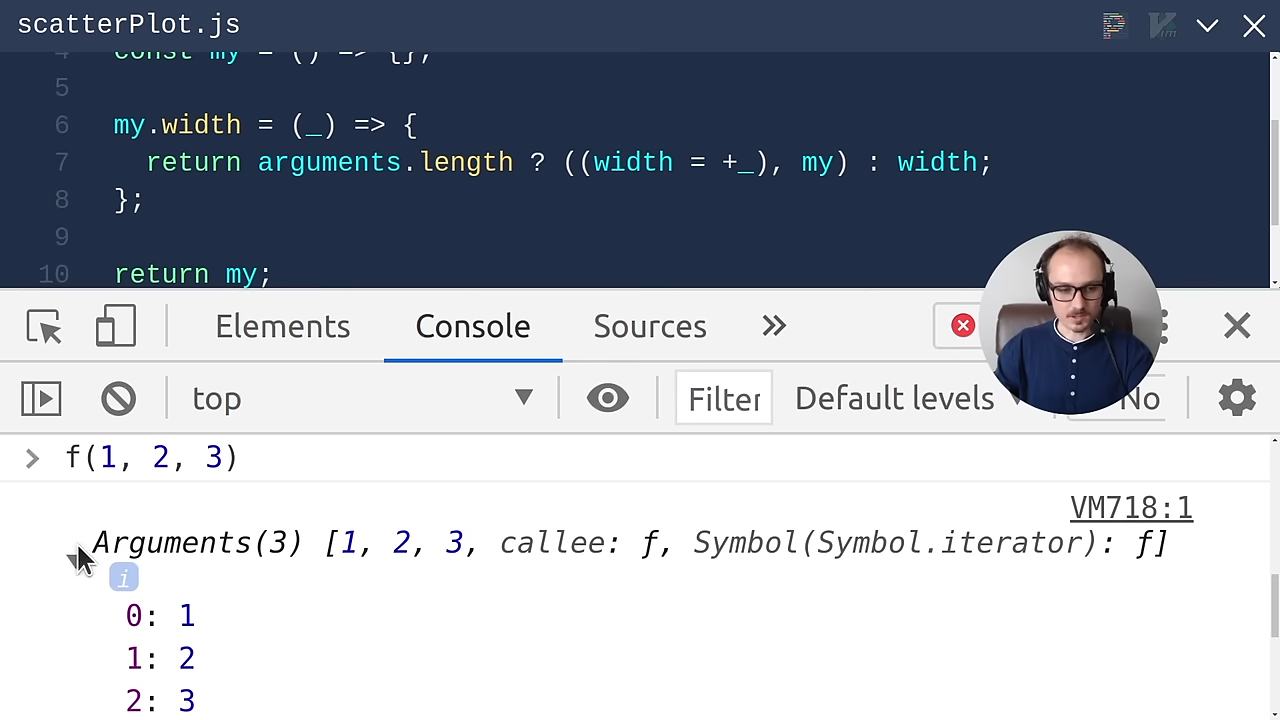 scatterPlot.js
4 const my = () => {};
5
6 my.width = (_) => {
7 return arguments.length ? ((width = +_), my) : width;
8 };
9
10 return my;
Elements Console Sources
top Filter Default levels No
f(1, 2, 3)
VM718:1
Arguments(3) [1, 2, 3, callee: f, Symbol(Symbol.iterator): f]
i
0: 1
1: 2
2: 3